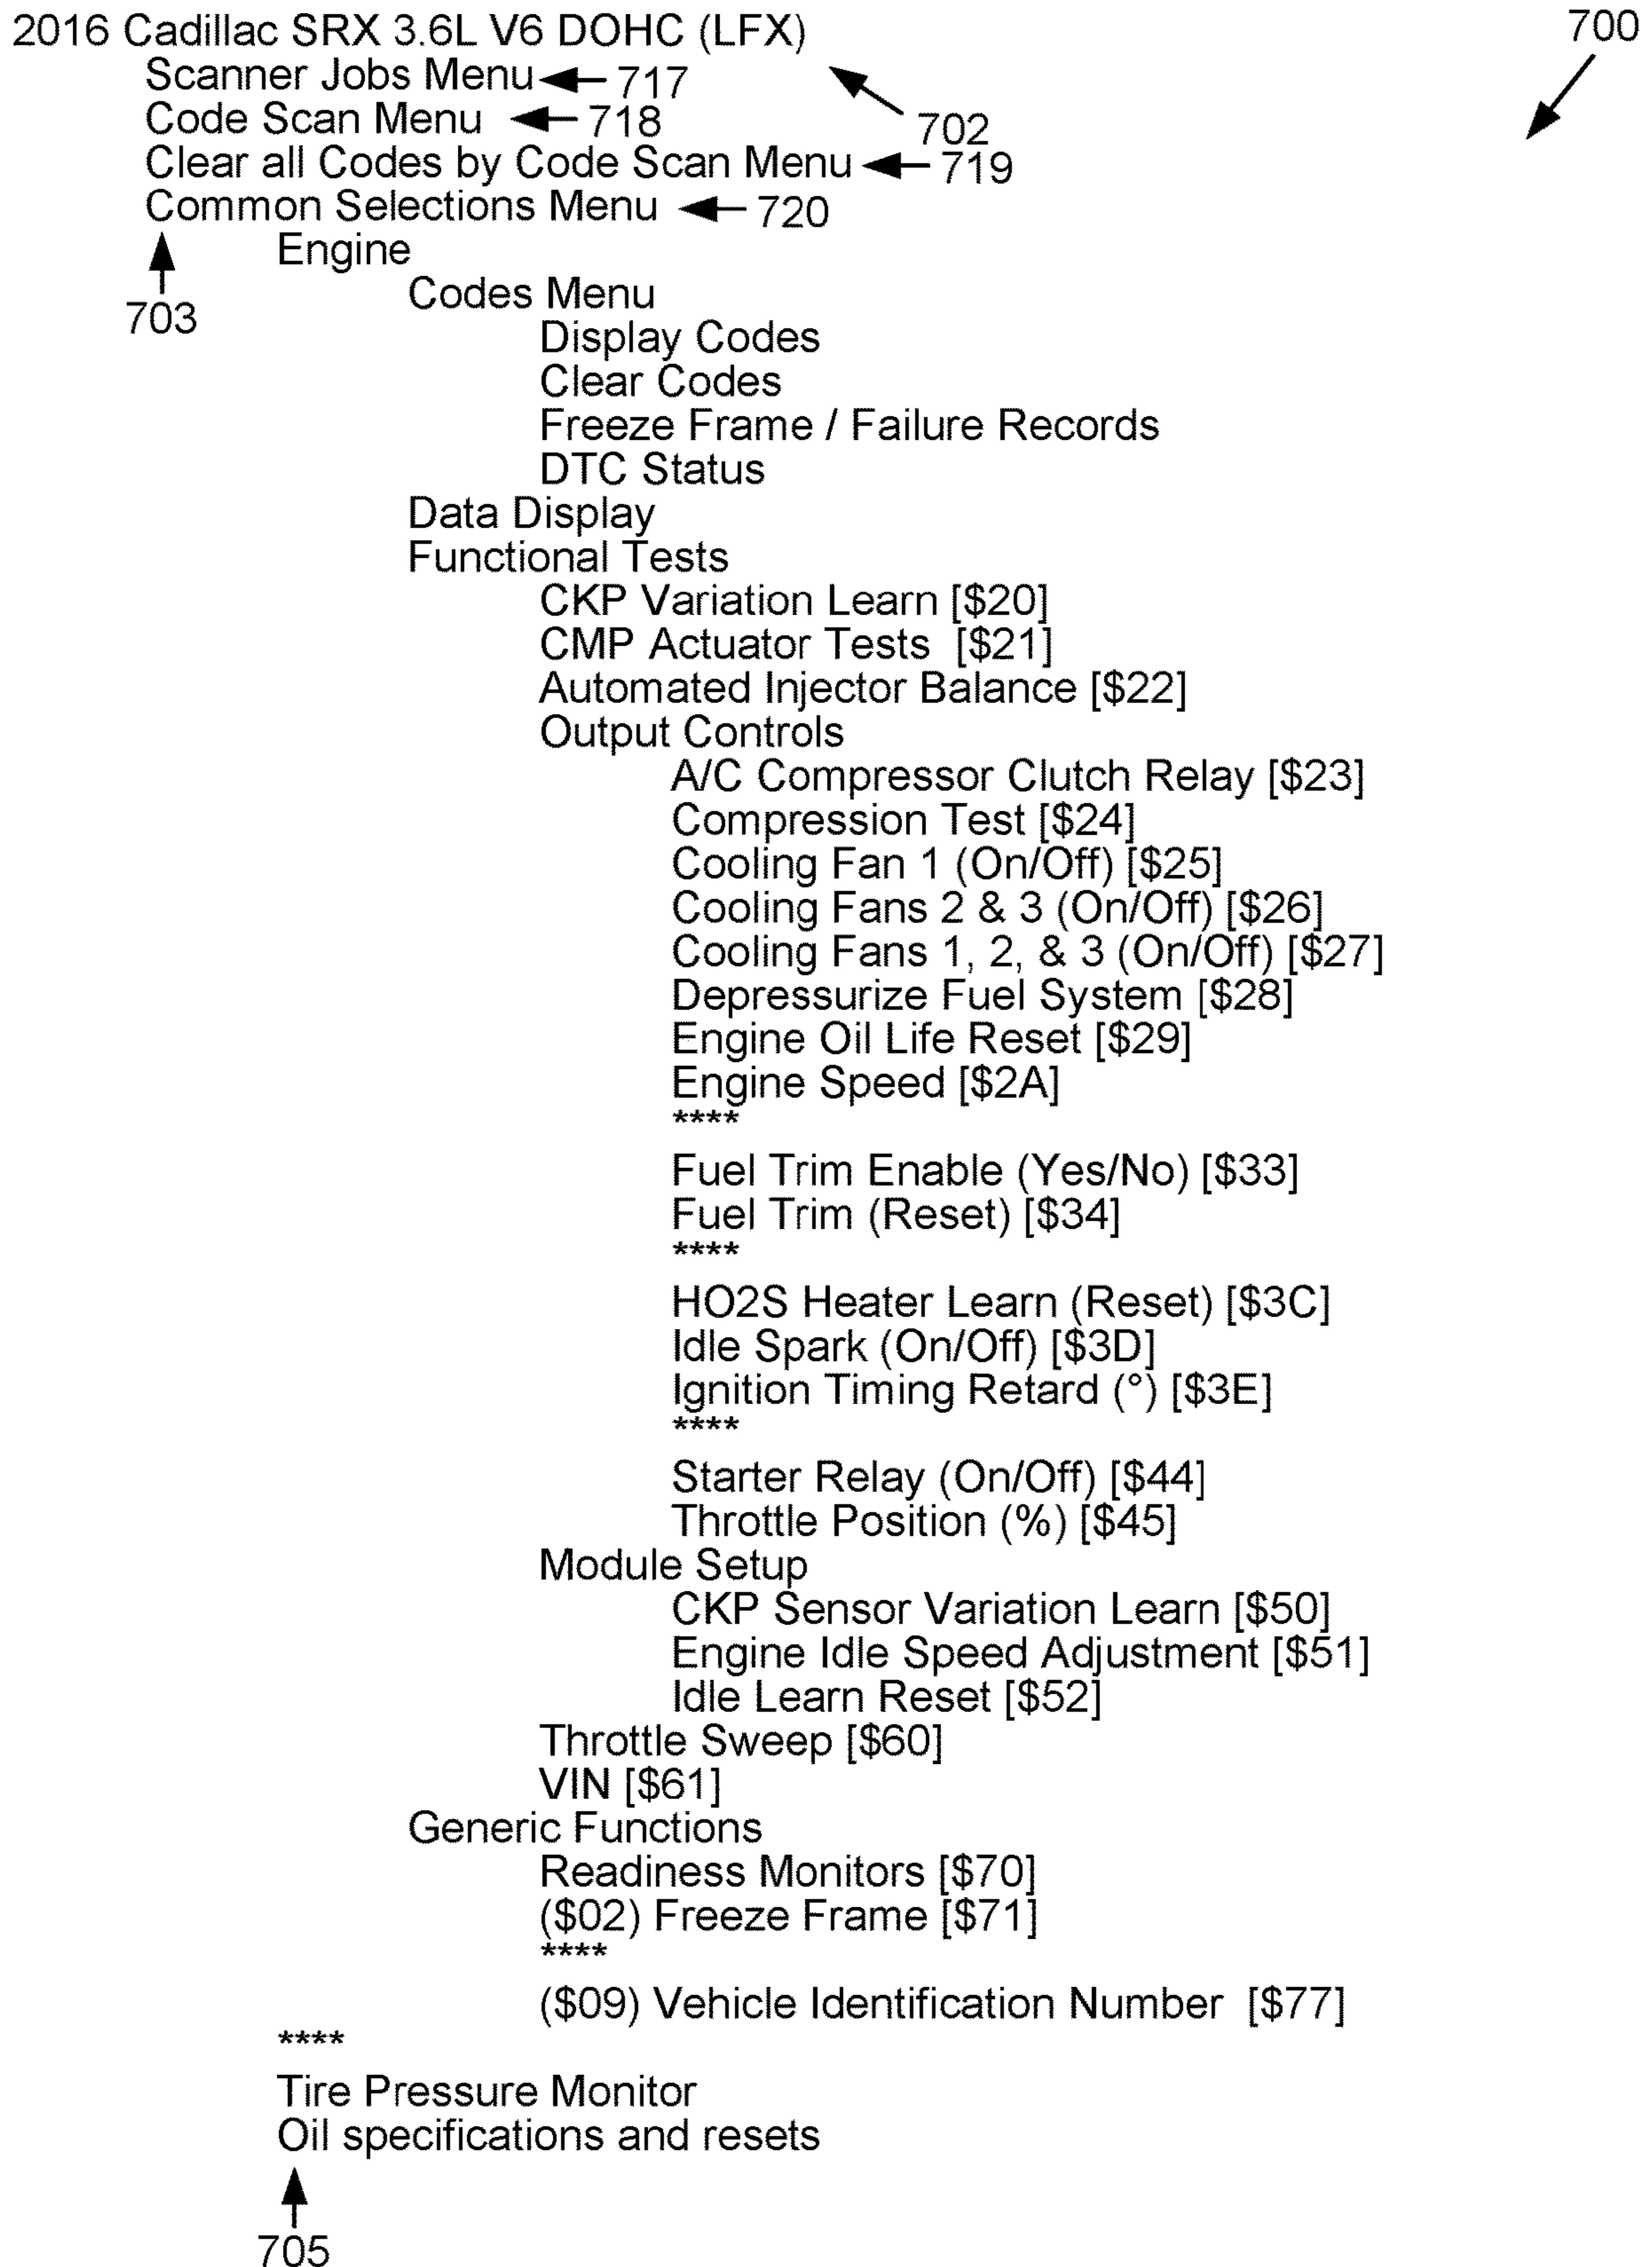 2016 Cadillac SRX 3.6L V6 DOHC (LFX)
700
Scanner Jobs Menu 717
Code Scan Menu 718
702
Clear all Codes by Code Scan Menu 719
Common Selections Menu 720
703
Engine
Codes Menu
Display Codes
Clear Codes
Freeze Frame / Failure Records
DTC Status
Data Display
Functional Tests
CKP Variation Learn [$20]
CMP Actuator Tests [$21]
Automated Injector Balance [$22]
Output Controls
A/C Compressor Clutch Relay [$23]
Compression Test [$24]
Cooling Fan 1 (On/Off) [$25]
Cooling Fans 2 & 3 (On/Off) [$26]
Cooling Fans 1, 2, & 3 (On/Off) [$27]
Depressurize Fuel System [$28]
Engine Oil Life Reset [$29]
Engine Speed [$2A]
****
Fuel Trim Enable (Yes/No) [$33]
Fuel Trim (Reset) [$34]
****
HO2S Heater Learn (Reset) [$3C]
Idle Spark (On/Off) [$3D]
Ignition Timing Retard (°) [$3E]
****
Starter Relay (On/Off) [$44]
Throttle Position (%) [$45]
Module Setup
CKP Sensor Variation Learn [$50]
Engine Idle Speed Adjustment [$51]
Idle Learn Reset [$52]
Throttle Sweep [$60]
VIN [$61]
Generic Functions
Readiness Monitors [$70]
($02) Freeze Frame [$71]
****
($09) Vehicle Identification Number [$77]
****
Tire Pressure Monitor
Oil specifications and resets
705